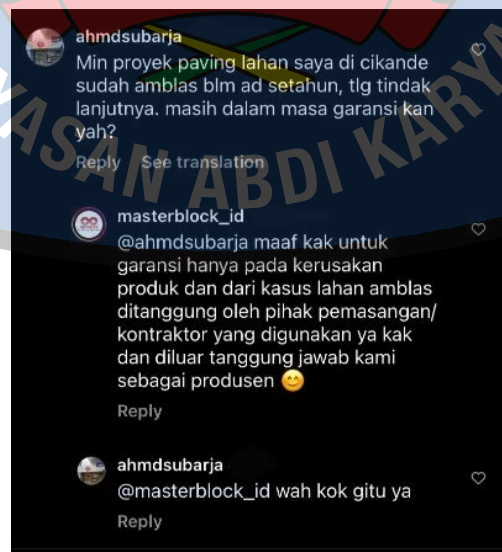 ahmdsubarja
Min proyek paving lahan saya di cikande
sudah amblas blm ad setahun, tlg tindak
lanjutnya. masih dalam masa garansi kan
yah?
Reply See translation
masterblock_id
@ahmdsubarja maaf kak untuk
garansi hanya pada kerusakan
produk dan dari kasus lahan amblas
ditanggung oleh pihak pemasangan/
kontraktor yang digunakan ya kak
dan diluar tanggung jawab kami
sebagai produsen 😊
Reply
ahmdsubarja
@masterblock_id wah kok gitu ya
Reply
YASAN ABDI KARY